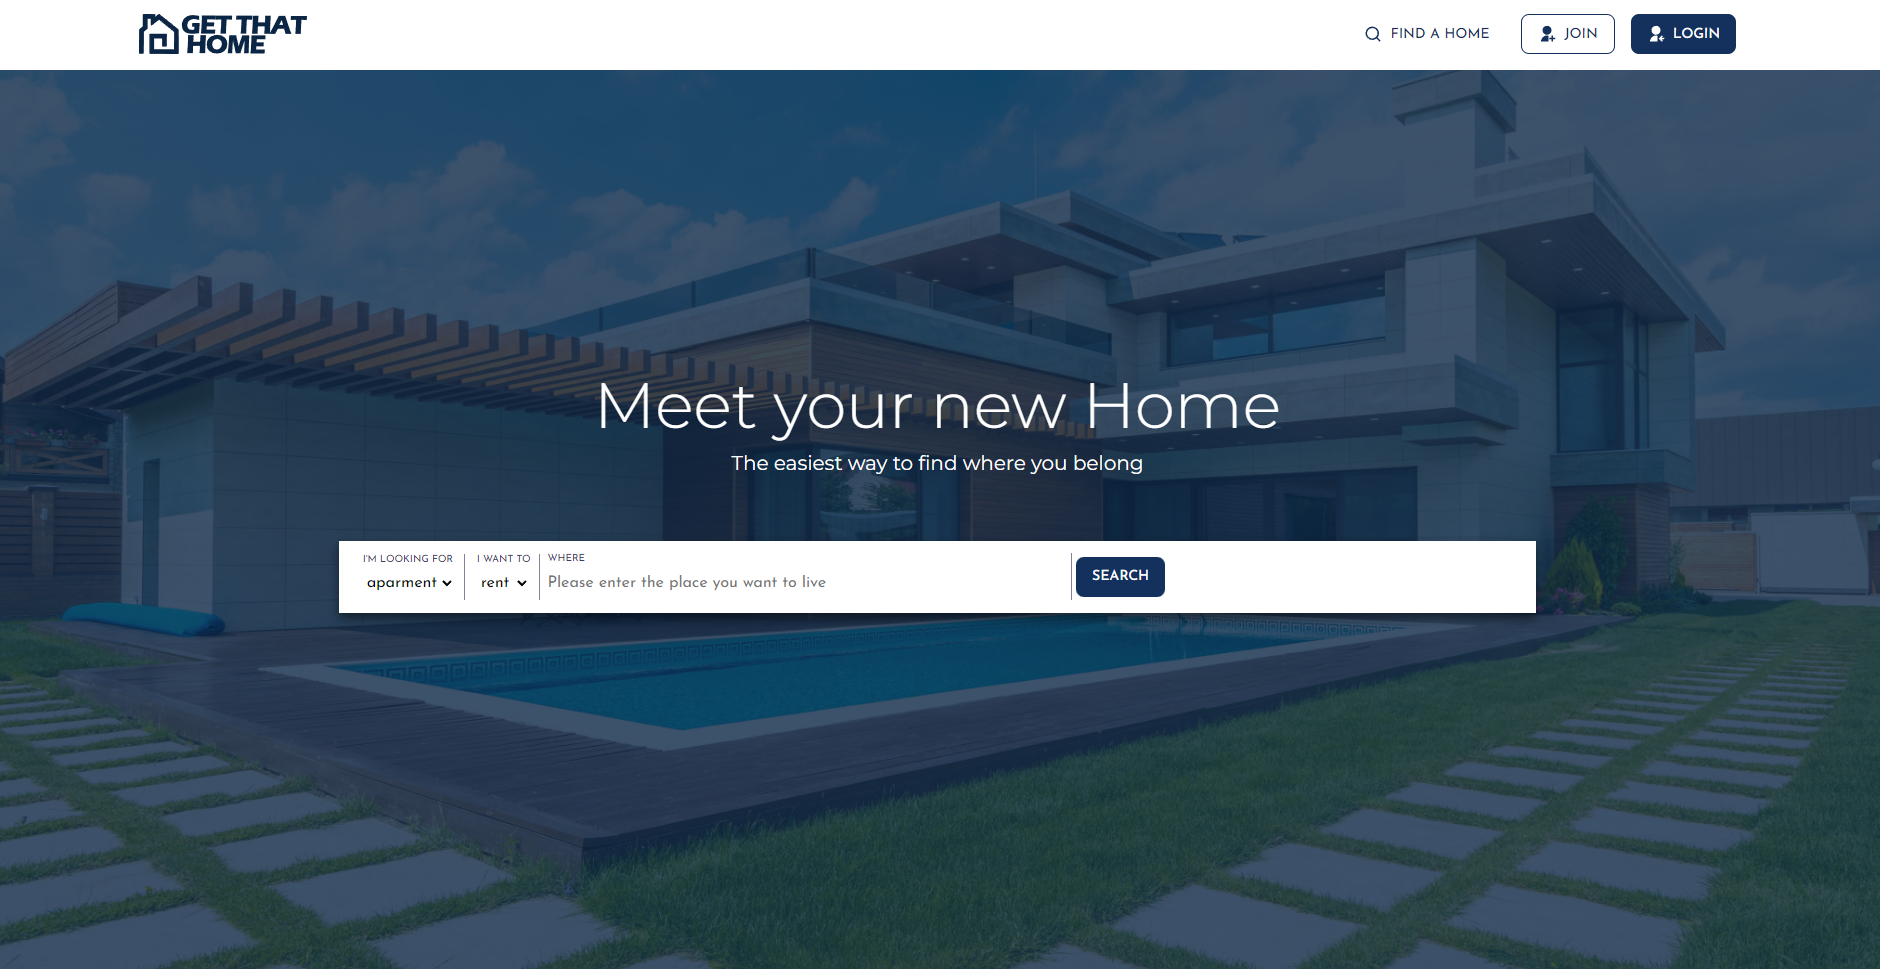 GET THAT
HOME
FIND A HOME
JOIN
LOGIN
Meet your new Home
The easiest way to find where you belong
I'M LOOKING FOR
aparment
I WANT TO
rent
WHERE
Please enter the place you want to live
SEARCH